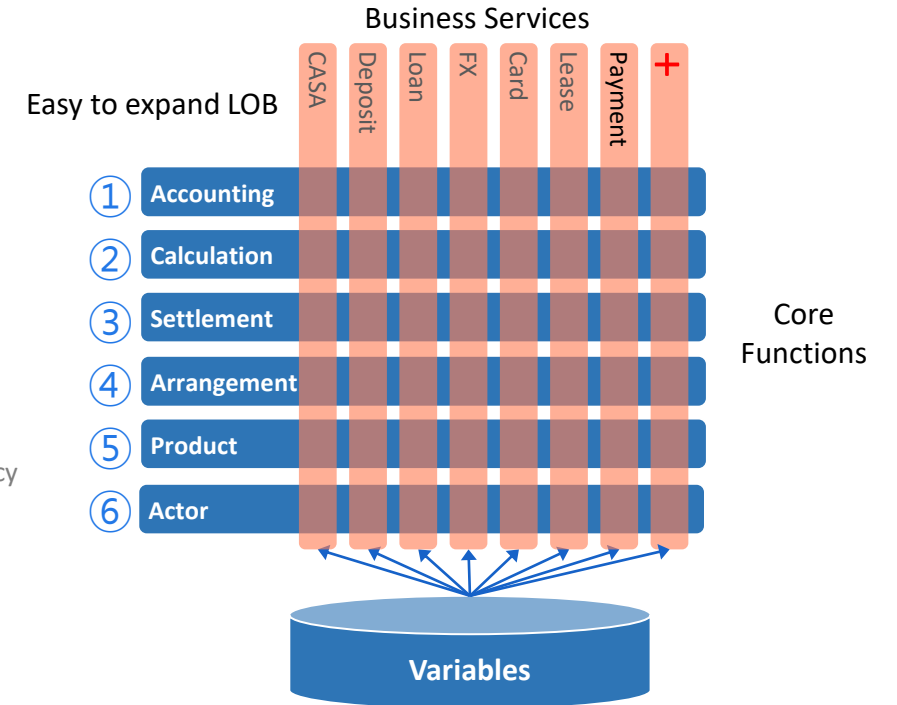 Business Services
CASA
Deposit
Loan
FX
Card
Lease
Payment
+
Easy to expand LOB
1 Accounting
2 Calculation
3 Settlement
4 Arrangement
5 Product
6 Actor
Core
Functions
cy
Variables